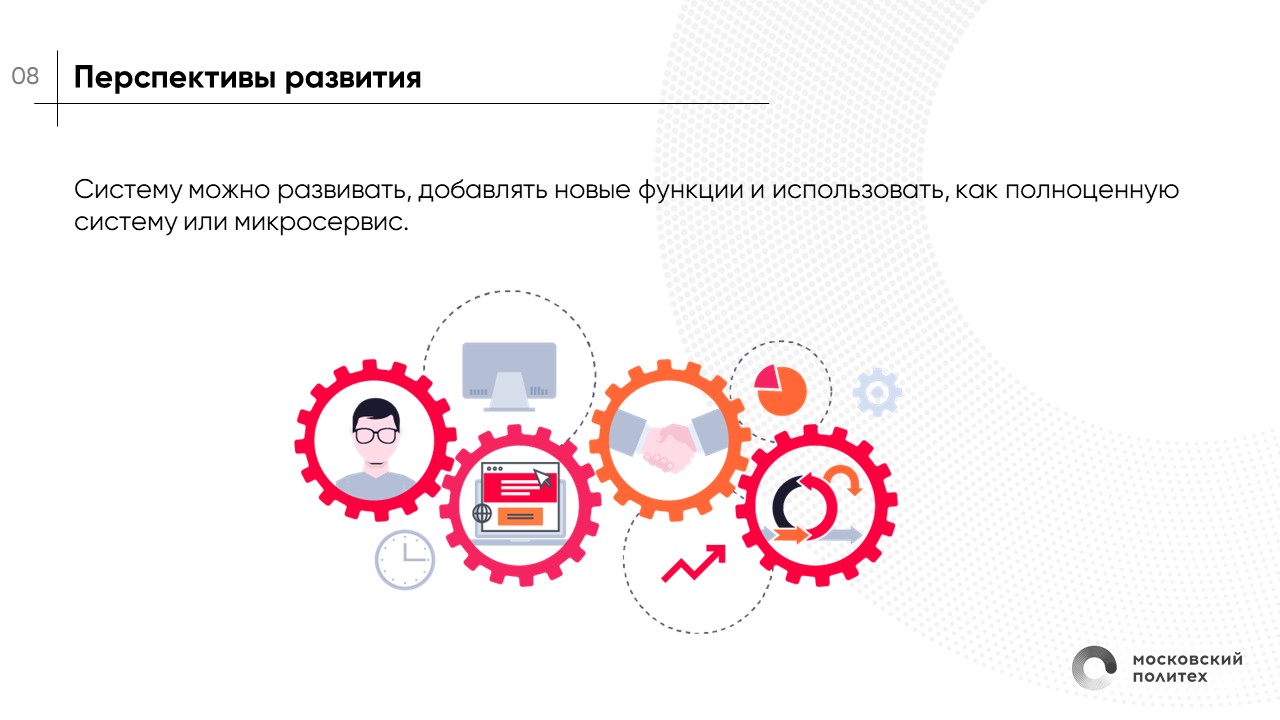 08
Перспективы развития
Систему можно развивать, добавлять новые функции и использовать, как полноценную
систему или микросервис.
МОСКОВСКИЙ
ПОЛИТЕХ